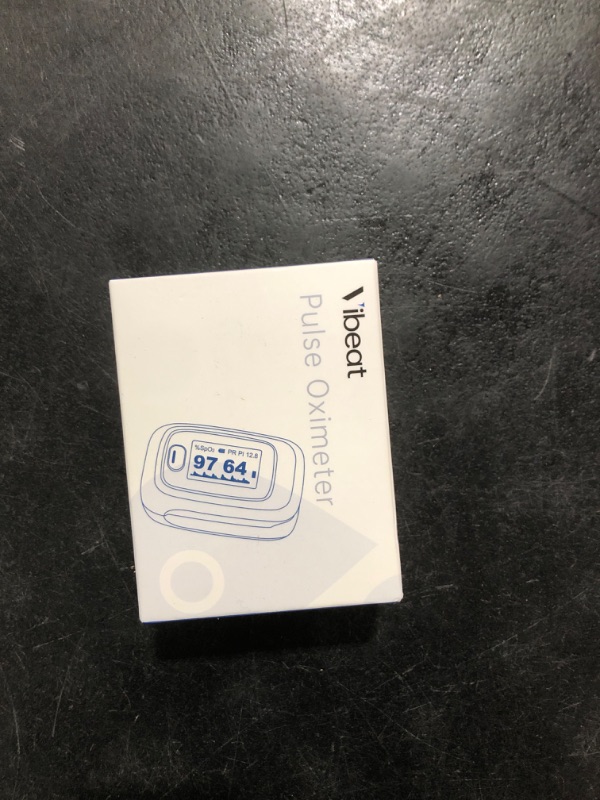 Vibeat
Pulse Oximeter
%SpO₂ PR PI 12.8
97 64